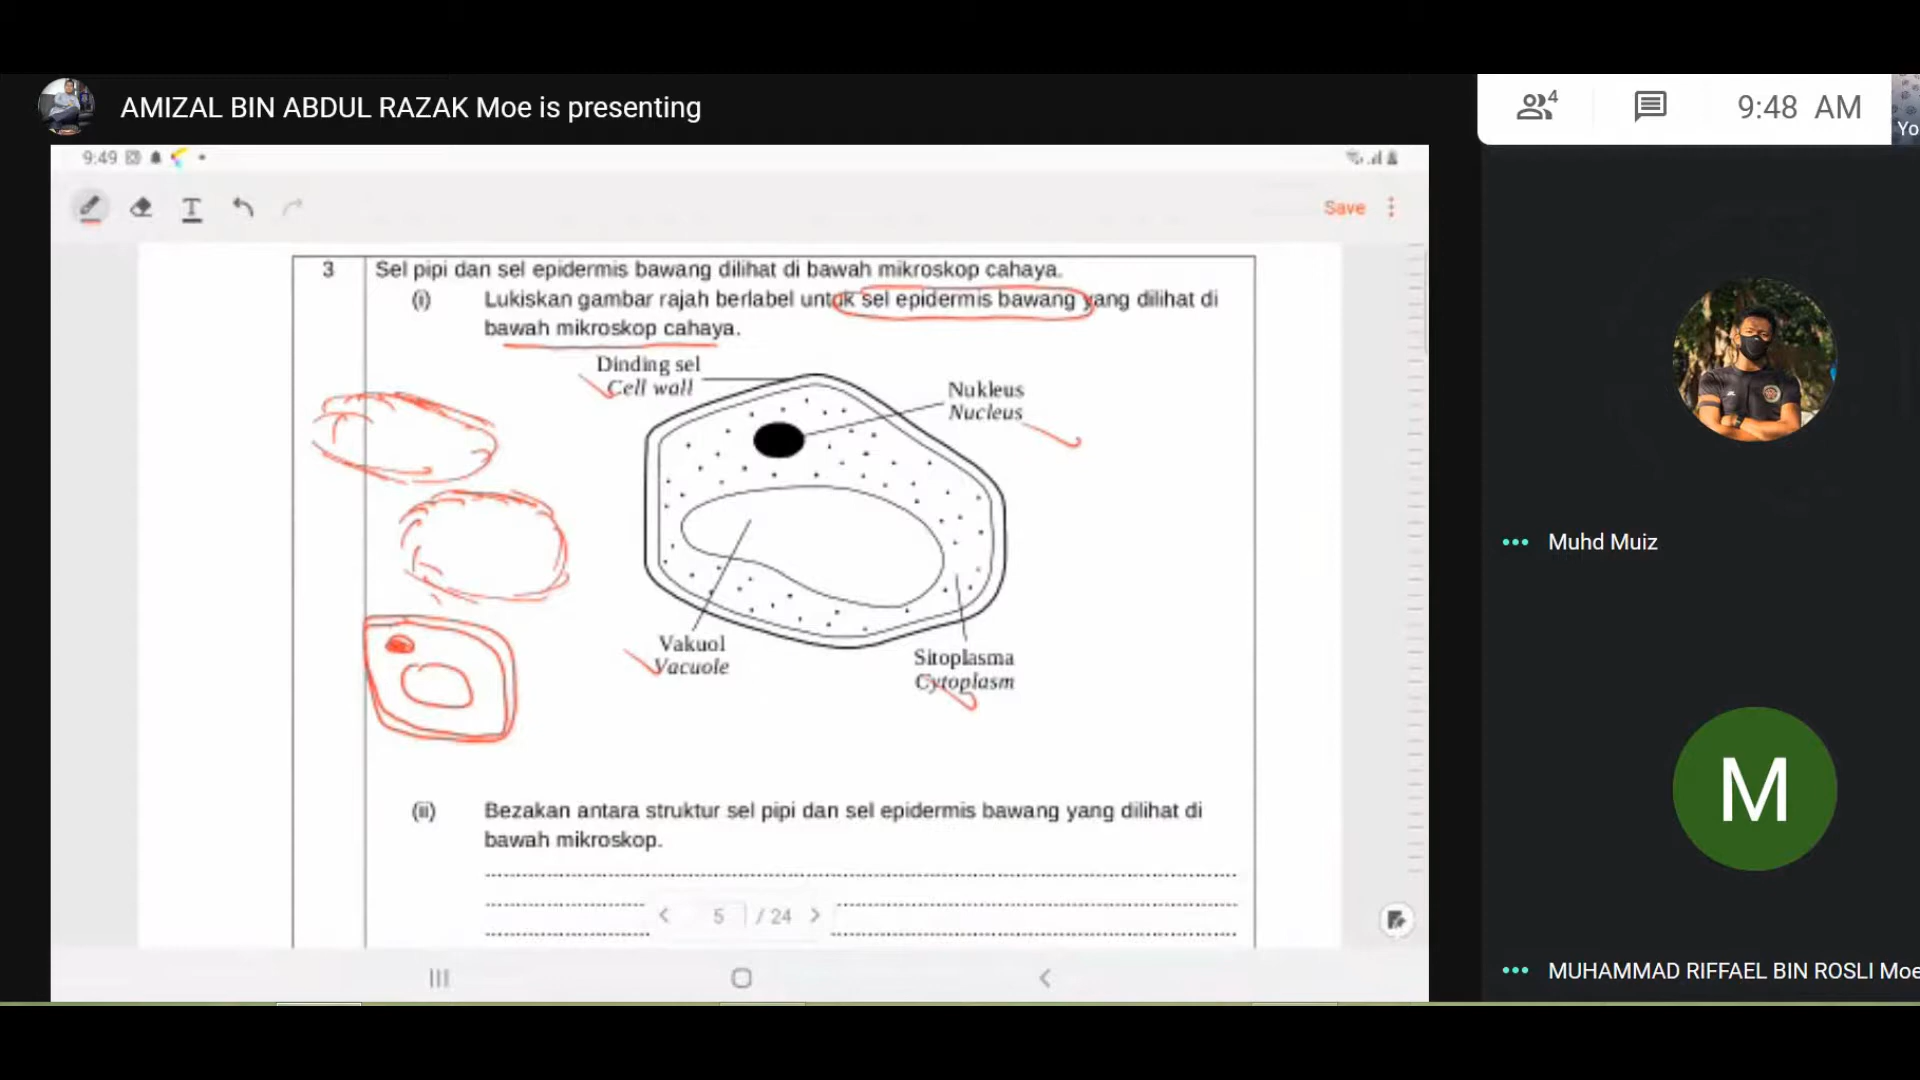 AMIZAL BIN ABDUL RAZAK Moe is presenting
4
9:48 AM
Yo
9:49
Save
3 Sel pipi dan sel epidermis bawang dilihat di bawah mikroskop cahaya.
(i) Lukiskan gambar rajah berlabel untuk sel epidermis bawang yang dilihat di
bawah mikroskop cahaya.
Dinding sel
Cell wall
Nukleus
Nucleus
Vakuol
Vacuole
Sitoplasma
Cytoplasm
(ii) Bezakan antara struktur sel pipi dan sel epidermis bawang yang dilihat di
bawah mikroskop.
5 / 24
Muhd Muiz
M
MUHAMMAD RIFFAEL BIN ROSLI Moe